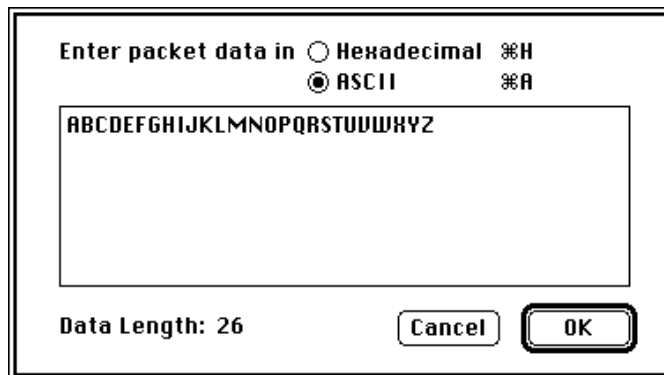 Enter packet data in Hexadecimal ⌘H
ASCII ⌘A
ABCDEFGHIJKLMNOPQRSTUVWXYZ
Data Length: 26
Cancel
OK